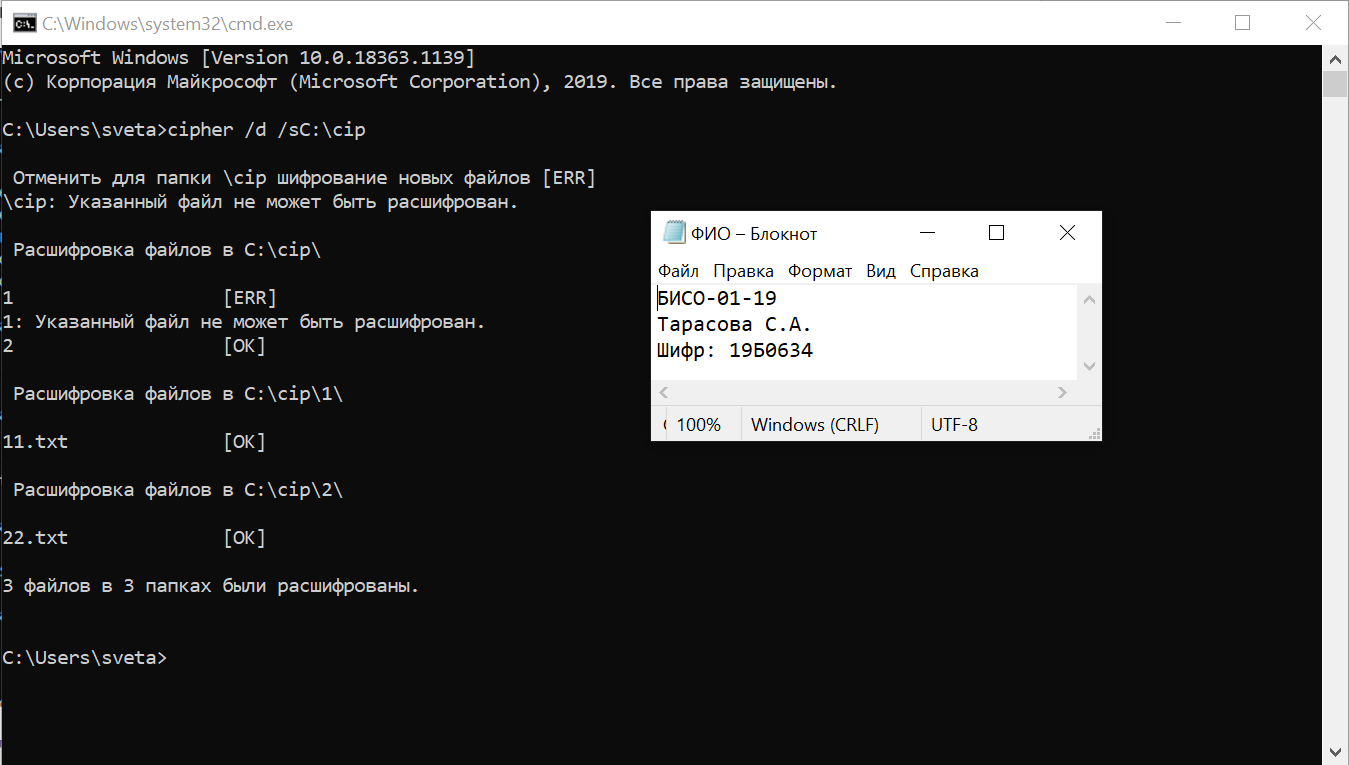 C:\Windows\system32\cmd.exe
Microsoft Windows [Version 10.0.18363.1139]
(c) Корпорация Майкрософт (Microsoft Corporation), 2019. Все права защищены.
C:\Users\sveta>cipher /d /sC:\cip
Отменить для папки \cip шифрование новых файлов [ERR]
\cip: Указанный файл не может быть расшифрован.
Расшифровка файлов в C:\cip\
1 [ERR]
1: Указанный файл не может быть расшифрован.
2 [OK]
Расшифровка файлов в C:\cip\1\
11.txt [OK]
Расшифровка файлов в C:\cip\2\
22.txt [OK]
3 файлов в 3 папках были расшифрованы.
C:\Users\sveta>
ФИО – Блокнот
Файл Правка Формат Вид Справка
БИСО-01-19
Тарасова С.А.
Шифр: 19Б0634
100% Windows (CRLF) UTF-8